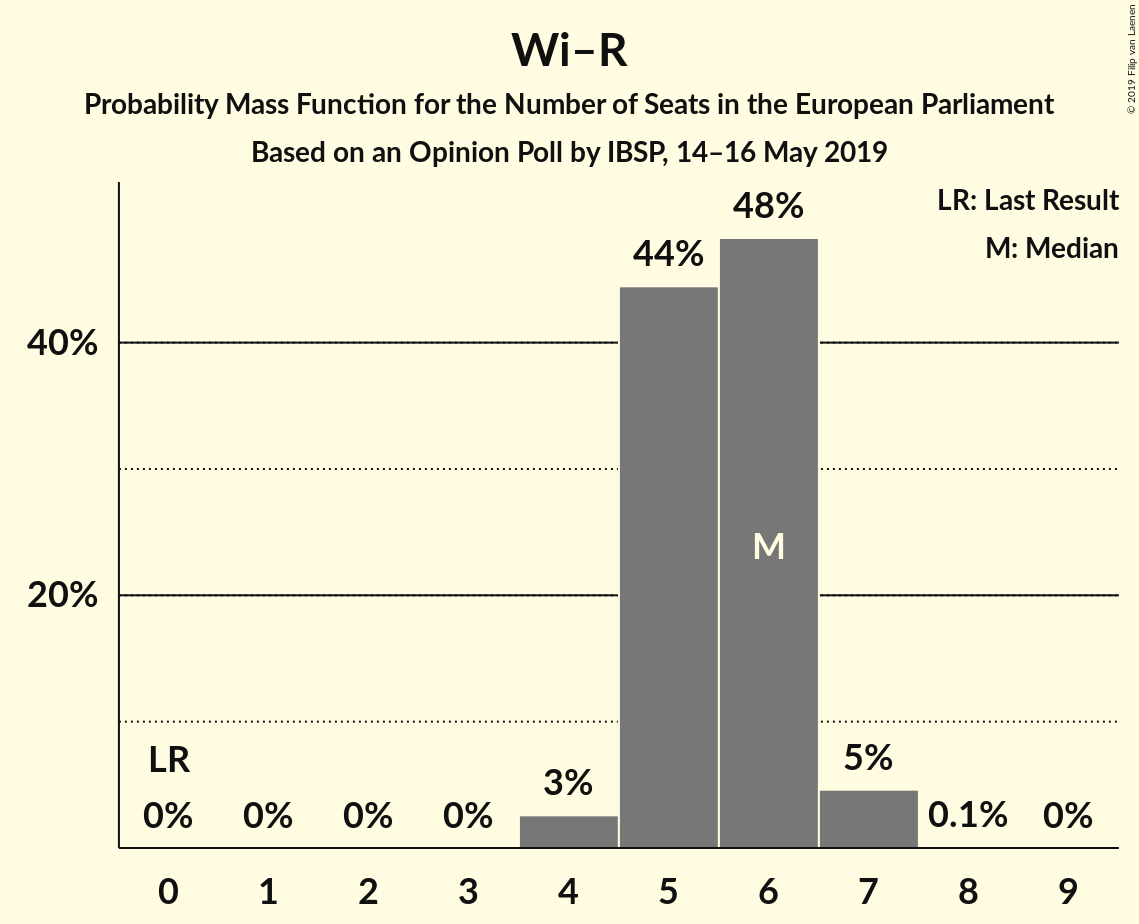 Wi–R
Probability Mass Function for the Number of Seats in the European Parliament
Based on an Opinion Poll by IBSP, 14–16 May 2019
© 2019 Filip van Laenen
LR: Last Result
M: Median
40%
20%
LR
0%
0%
0%
0%
3%
44%
48%
M
5%
0.1%
0%
0 1 2 3 4 5 6 7 8 9